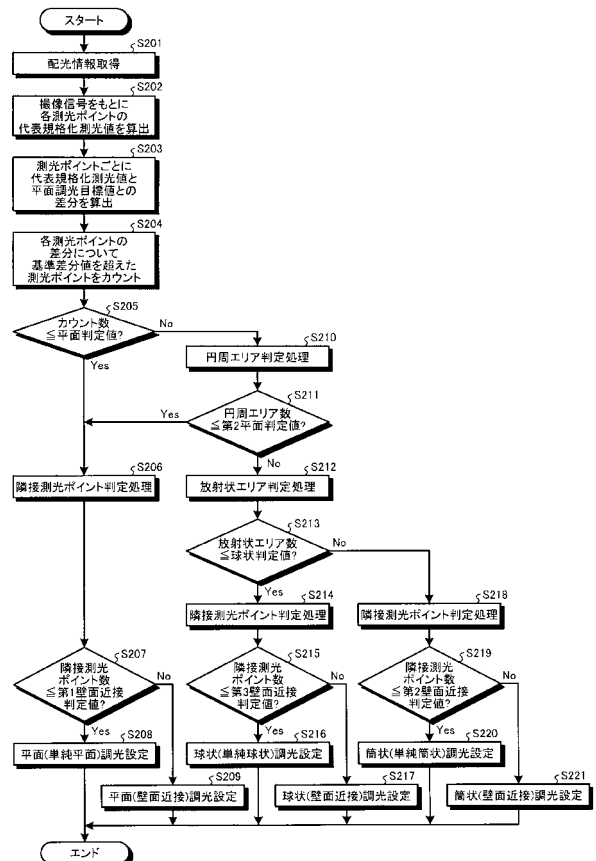 スタート
S201
配光情報取得
S202
撮像信号をもとに
各測光ポイントの
代表規格化測光値を算出
S203
測光ポイントごとに
代表規格化測光値と
平面調光目標値との
差分を算出
S204
各測光ポイントの
差分について
基準差分値を超えた
測光ポイントをカウント
S205
カウント数
≦平面判定値?
No
Yes
S210
円周エリア判定処理
S211
円周エリア数
≦第2平面判定値?
Yes
No
S206
隣接測光ポイント判定処理
S212
放射状エリア判定処理
S213
放射状エリア数
≦球状判定値?
No
Yes
S214
隣接測光ポイント判定処理
S218
隣接測光ポイント判定処理
S207
隣接測光
ポイント数
≦第1壁面近接
判定値?
No
Yes
S215
隣接測光
ポイント数
≦第3壁面近接
判定値?
No
Yes
S219
隣接測光
ポイント数
≦第2壁面近接
判定値?
No
Yes
S208
平面(単純平面)調光設定
S216
球状(単純球状)調光設定
S220
筒状(単純筒状)調光設定
S209
平面(壁面近接)調光設定
S217
球状(壁面近接)調光設定
S221
筒状(壁面近接)調光設定
エンド